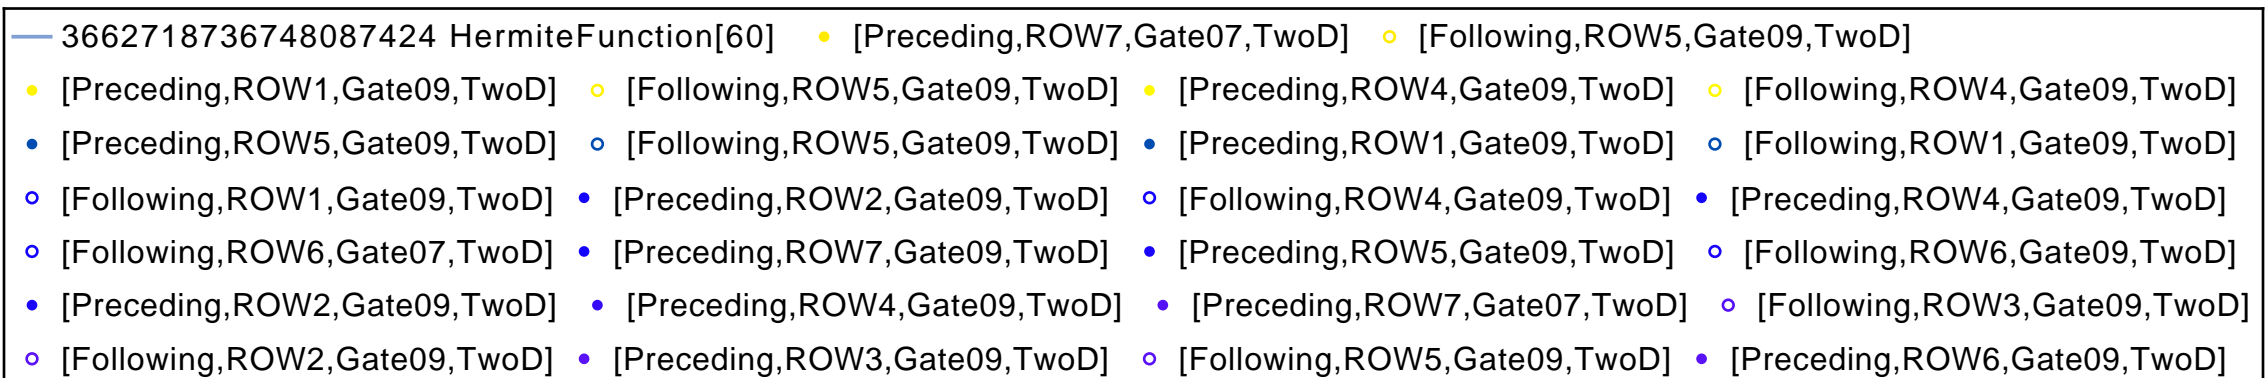 3662718736748087424 HermiteFunction[60] [Preceding,ROW7,Gate07,TwoD] [Following,ROW5,Gate09,TwoD]
[Preceding,ROW1,Gate09,TwoD] [Following,ROW5,Gate09,TwoD] [Preceding,ROW4,Gate09,TwoD] [Following,ROW4,Gate09,TwoD]
[Preceding,ROW5,Gate09,TwoD] [Following,ROW5,Gate09,TwoD] [Preceding,ROW1,Gate09,TwoD] [Following,ROW1,Gate09,TwoD]
[Following,ROW1,Gate09,TwoD] [Preceding,ROW2,Gate09,TwoD] [Following,ROW4,Gate09,TwoD] [Preceding,ROW4,Gate09,TwoD]
[Following,ROW6,Gate07,TwoD] [Preceding,ROW7,Gate09,TwoD] [Preceding,ROW5,Gate09,TwoD] [Following,ROW6,Gate09,TwoD]
[Preceding,ROW2,Gate09,TwoD] [Preceding,ROW4,Gate09,TwoD] [Preceding,ROW7,Gate07,TwoD] [Following,ROW3,Gate09,TwoD]
[Following,ROW2,Gate09,TwoD] [Preceding,ROW3,Gate09,TwoD] [Following,ROW5,Gate09,TwoD] [Preceding,ROW6,Gate09,TwoD]